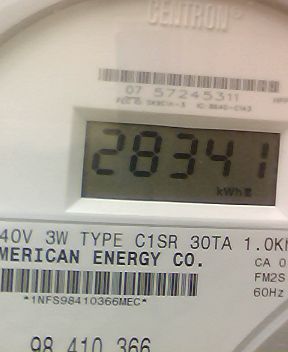 CENTRON®
07 57245311
28341
kWh
40V 3W TYPE C1SR 30TA 1.0K
MERICAN ENERGY CO.
CA 0
FM2S
60Hz
*1NFS98410366MEC*
98 410 366